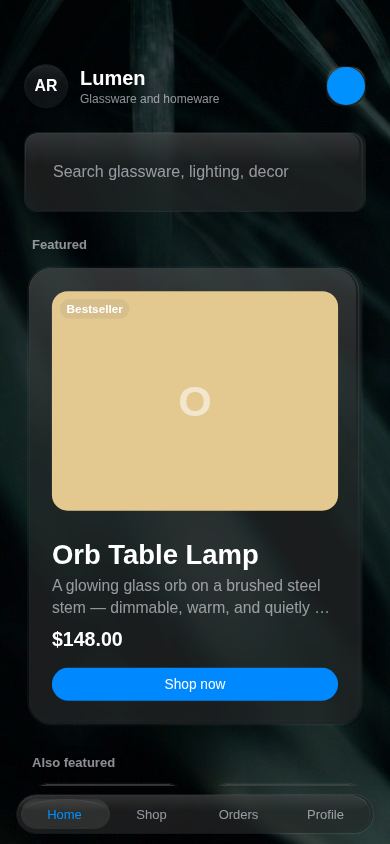 AR
Lumen
Glassware and homeware
Search glassware, lighting, decor
Featured
Bestseller
O
Orb Table Lamp
A glowing glass orb on a brushed steel
stem — dimmable, warm, and quietly …
$148.00
Shop now
Also featured
Home
Shop
Orders
Profile